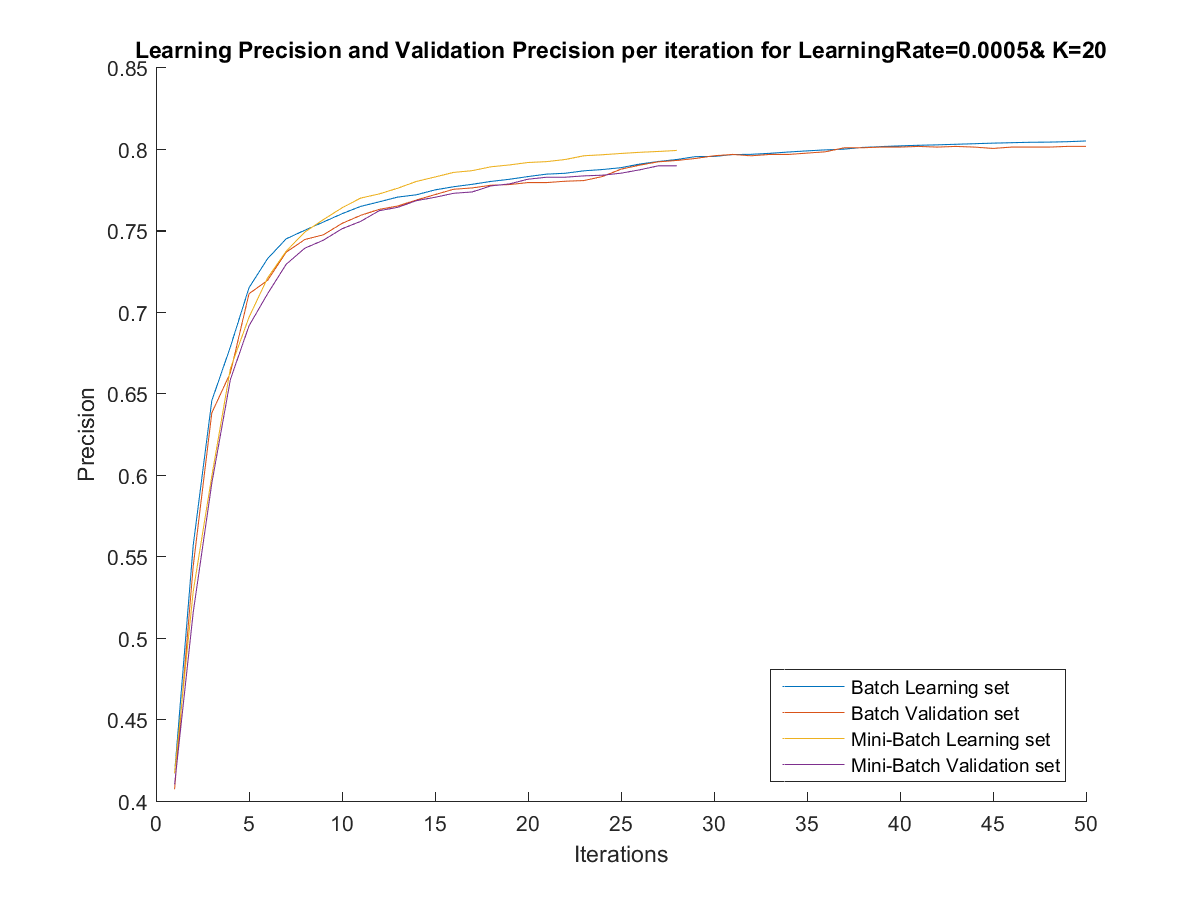 Learning Precision and Validation Precision per iteration for LearningRate=0.0005& K=20
0.85
0.8
0.75
0.7
0.65
0.6
0.55
0.5
0.45
0.4
Precision
Batch Learning set
Batch Validation set
Mini-Batch Learning set
Mini-Batch Validation set
0 5 10 15 20 25 30 35 40 45 50
Iterations